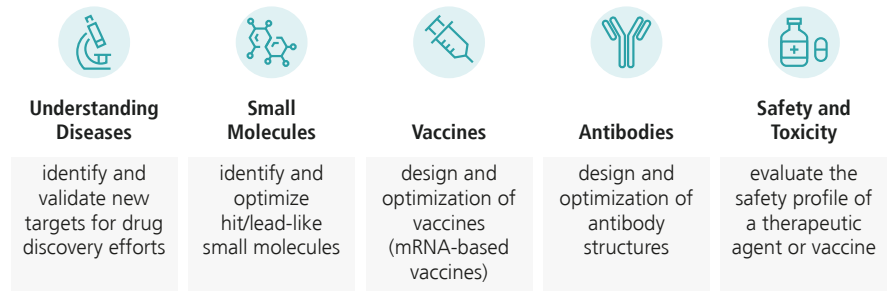 Understanding
Diseases
identify and
validate new
targets for drug
discovery efforts
Small
Molecules
identify and
optimize
hit/lead-like
small molecules
Vaccines
design and
optimization of
vaccines
(mRNA-based
vaccines)
Antibodies
design and
optimization of
antibody
structures
Safety and
Toxicity
evaluate the
safety profile of
a therapeutic
agent or vaccine